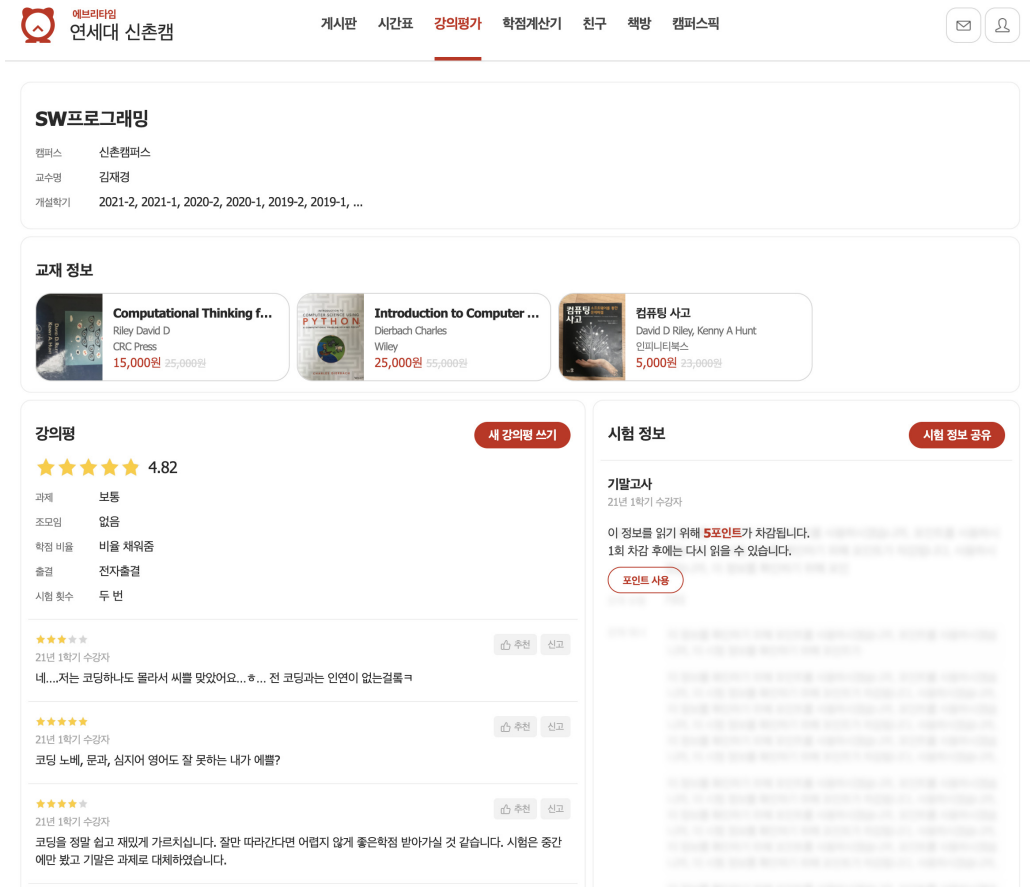 에브리타임
연세대 신촌캠
게시판 시간표 강의평가 학점계산기 친구 책방 캠퍼스픽
SW프로그래밍
캠퍼스 신촌캠퍼스
교수명 김재경
개설학기 2021-2, 2021-1, 2020-2, 2020-1, 2019-2, 2019-1, ...
교재 정보
Computational Thinking f...
Riley David D
CRC Press
15,000원 25,000원
Introduction to Computer ...
Dierbach Charles
Wiley
25,000원 55,000원
PYTHON
컴퓨팅 사고
컴퓨팅 사고
David D Riley, Kenny A Hunt
인피니티북스
5,000원 23,000원
강의평
새 강의평 쓰기
4.82
과제 보통
조모임 없음
학점 비율 비율 채워줌
출결 전자출결
시험 횟수 두 번
21년 1학기 수강자
추천 신고
네....저는 코딩하나도 몰라서 씨쁠 맞았어요...ㅎ... 전 코딩과는 인연이 없는걸롴ㅋ
21년 1학기 수강자
추천 신고
코딩 노베, 문과, 심지어 영어도 잘 못하는 내가 에쁠?
21년 1학기 수강자
추천 신고
코딩을 정말 쉽고 재밌게 가르치십니다. 잘만 따라간다면 어렵지 않게 좋은학점 받아가실 것 같습니다. 시험은 중간
에만 봤고 기말은 과제로 대체하였습니다.
시험 정보
시험 정보 공유
기말고사
21년 1학기 수강자
이 정보를 읽기 위해 5포인트가 차감됩니다.
1회 차감 후에는 다시 읽을 수 있습니다.
포인트 사용